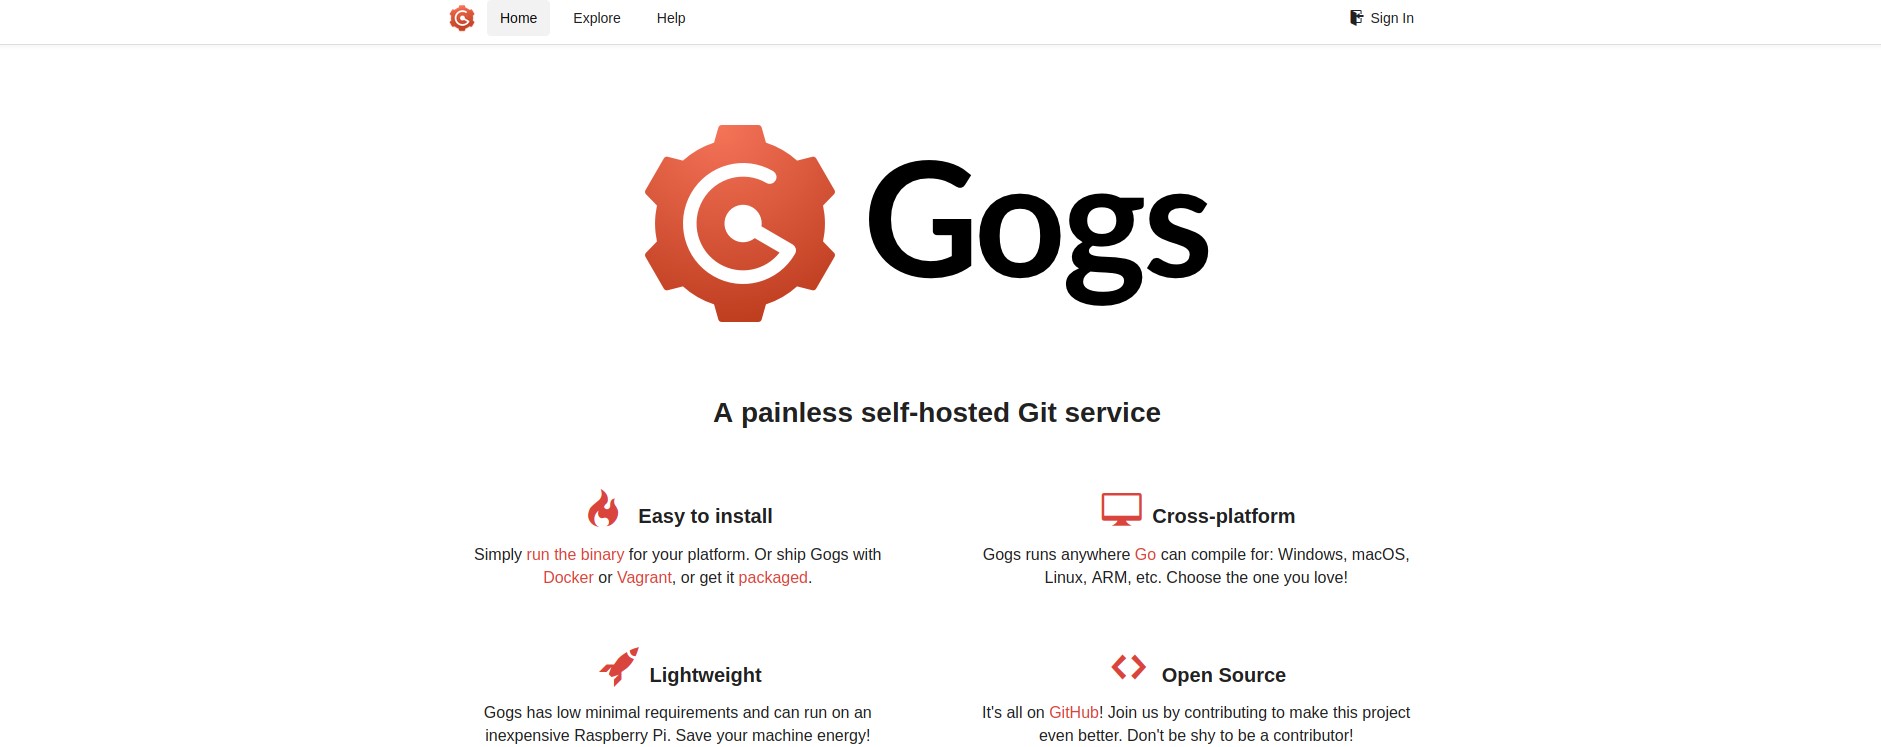 Home Explore Help Sign In
Gogs
A painless self-hosted Git service
Easy to install
Simply run the binary for your platform. Or ship Gogs with
Docker or Vagrant, or get it packaged.
Cross-platform
Gogs runs anywhere Go can compile for: Windows, macOS,
Linux, ARM, etc. Choose the one you love!
Lightweight
Gogs has low minimal requirements and can run on an
inexpensive Raspberry Pi. Save your machine energy!
Open Source
It's all on GitHub! Join us by contributing to make this project
even better. Don't be shy to be a contributor!